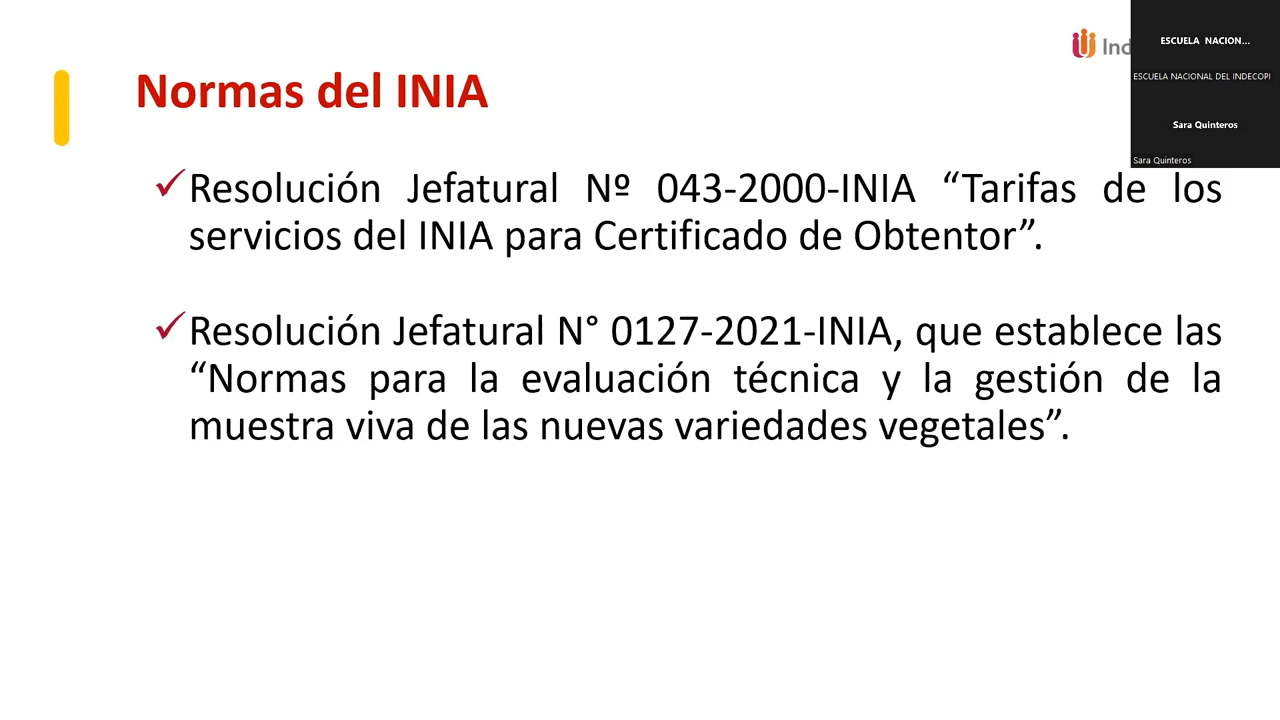 Inde
ESCUELA NACION...
ESCUELA NACIONAL DEL INDECOPI
Sara Quinteros
Sara Quinteros
Normas del INIA
✓Resolución Jefatural Nº 043-2000-INIA “Tarifas de los
servicios del INIA para Certificado de Obtentor”.
✓Resolución Jefatural N° 0127-2021-INIA, que establece las
“Normas para la evaluación técnica y la gestión de la
muestra viva de las nuevas variedades vegetales”.